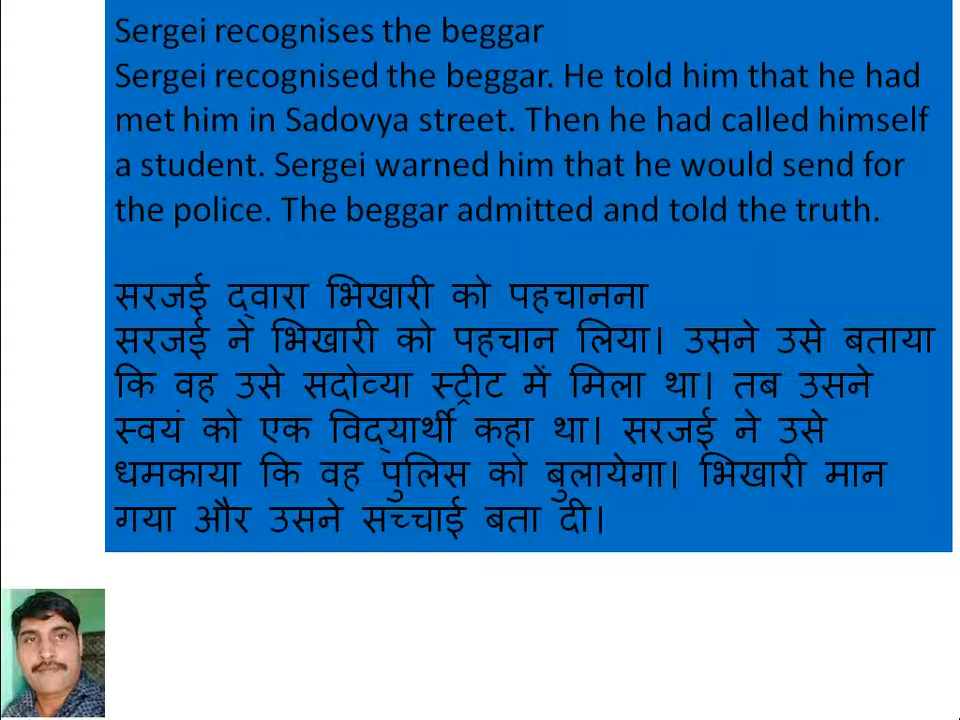 Sergei recognises the beggar
Sergei recognised the beggar. He told him that he had
met him in Sadovya street. Then he had called himself
a student. Sergei warned him that he would send for
the police. The beggar admitted and told the truth.
सरजई द्वारा भिखारी को पहचानना
सरजई ने भिखारी को पहचान लिया। उसने उसे बताया
कि वह उसे सदोव्या स्ट्रीट में मिला था। तब उसने
स्वयं को एक विद्यार्थी कहा था। सरजई ने उसे
धमकाया कि वह पुलिस को बुलायेगा। भिखारी मान
गया और उसने सच्चाई बता दी।